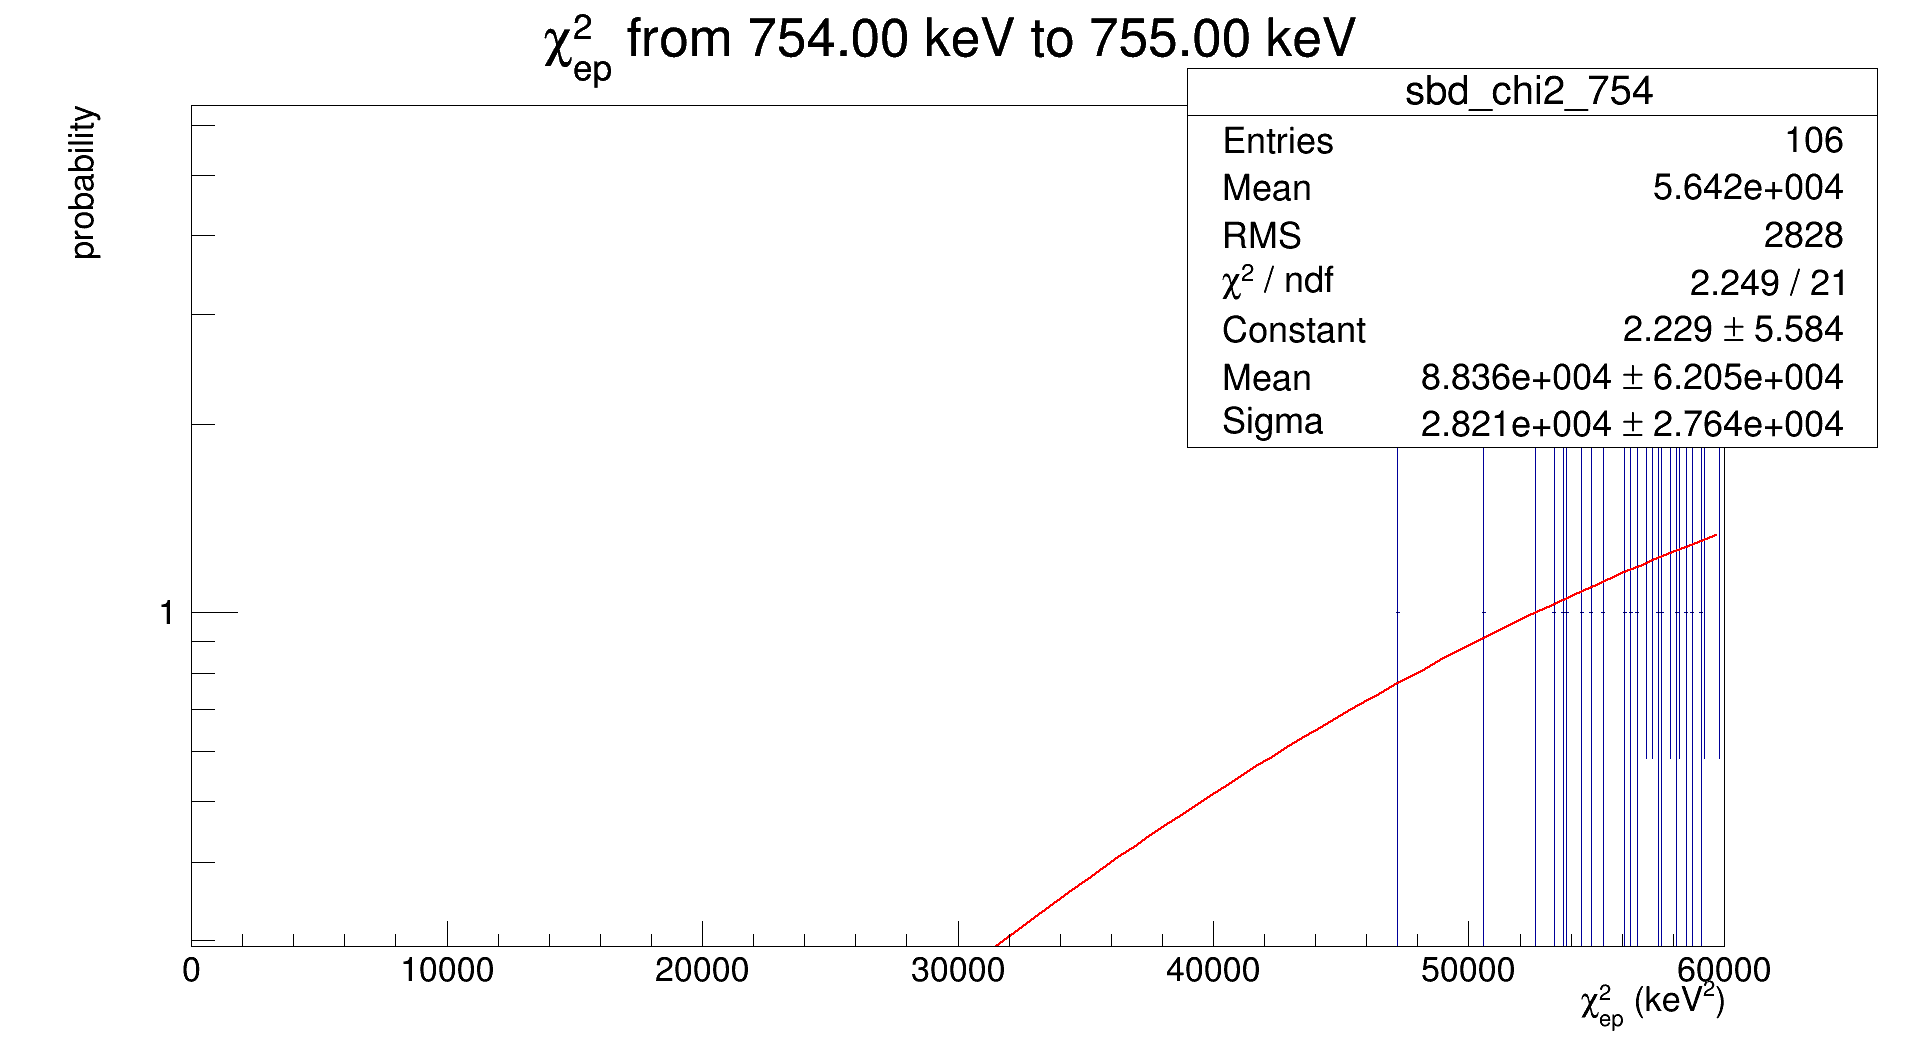 χ²ep from 754.00 keV to 755.00 keV
probability
sbd_chi2_754
Entries 106
Mean 5.642e+004
RMS 2828
χ² / ndf 2.249 / 21
Constant 2.229 ± 5.584
Mean 8.836e+004 ± 6.205e+004
Sigma 2.821e+004 ± 2.764e+004
1
0 10000 20000 30000 40000 50000 60000
χ²ep (keV²)